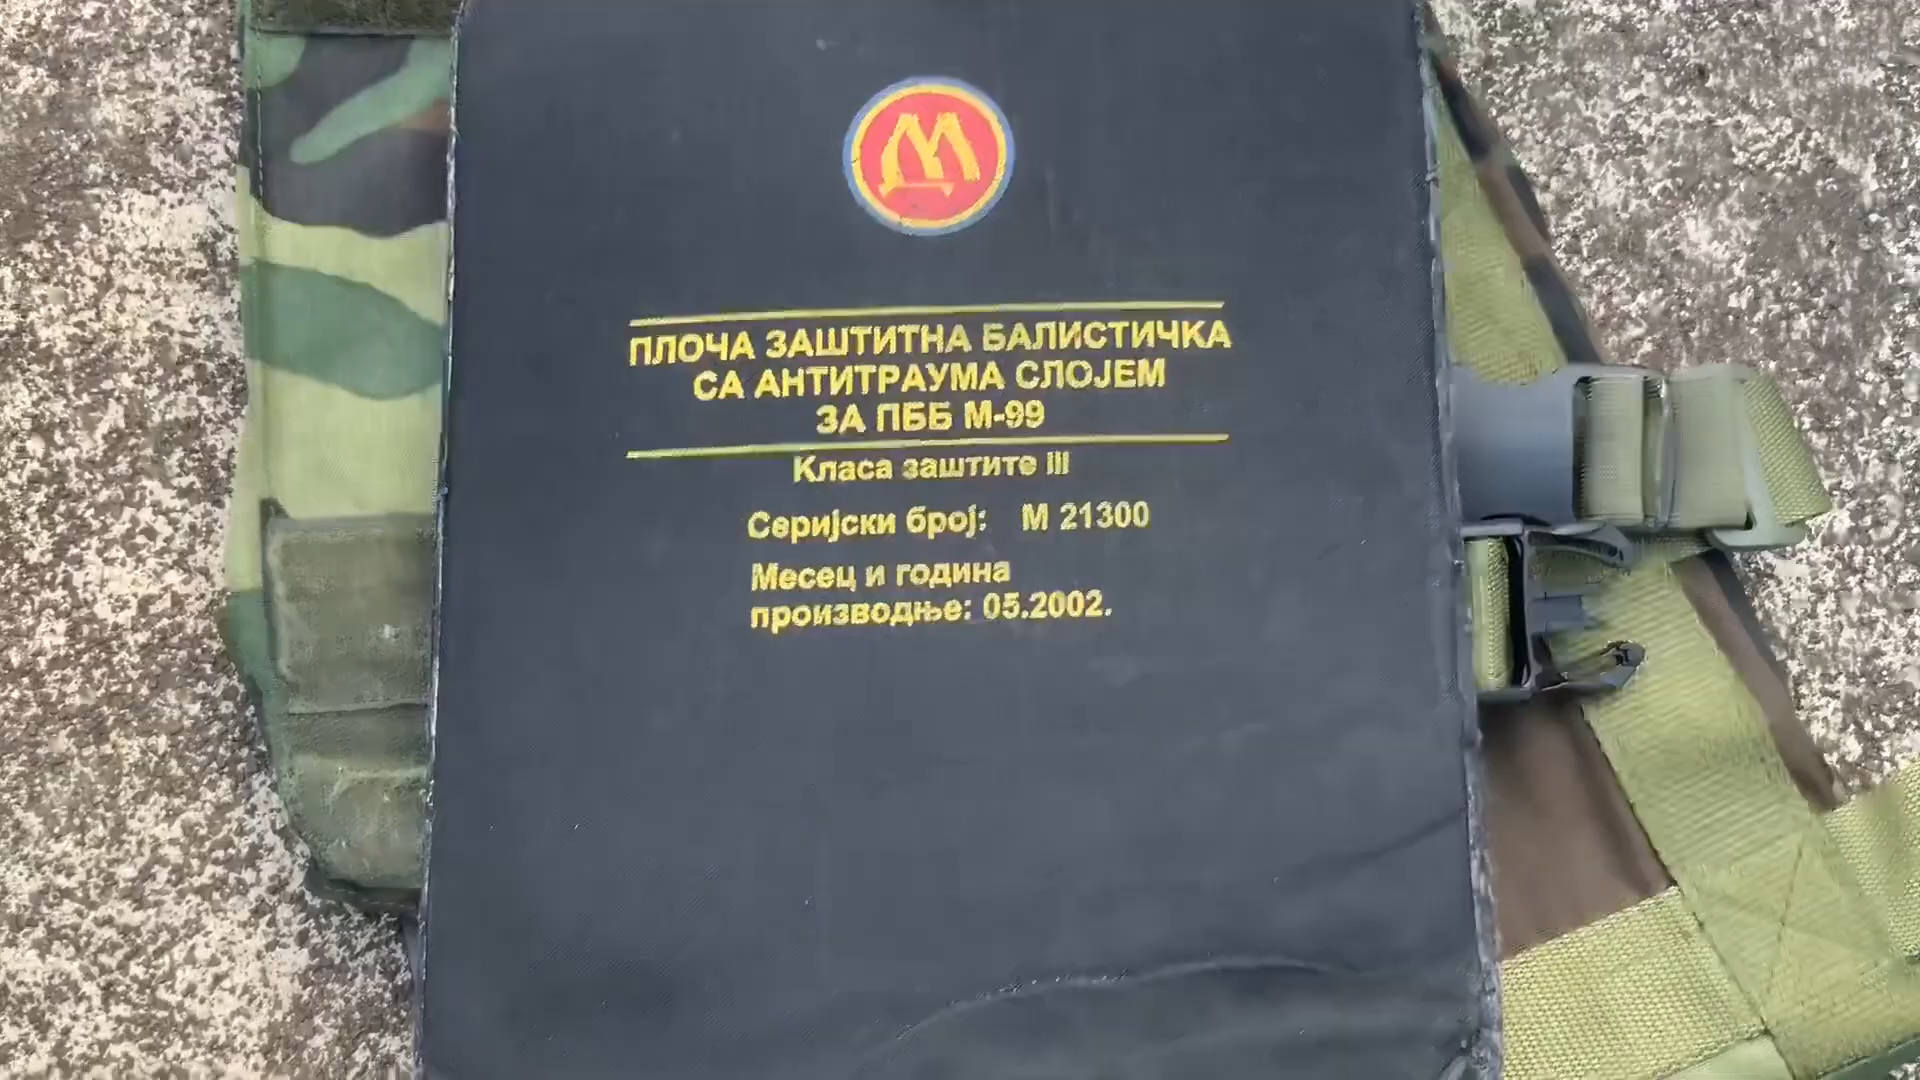 ПЛОЧА ЗАШТИТНА БАЛИСТИЧКА
СА АНТИТРАУМА СЛОЈЕМ
ЗА ПББ М-99
Класа заштите III
Серијски број: М 21300
Месец и година
производње: 05.2002.